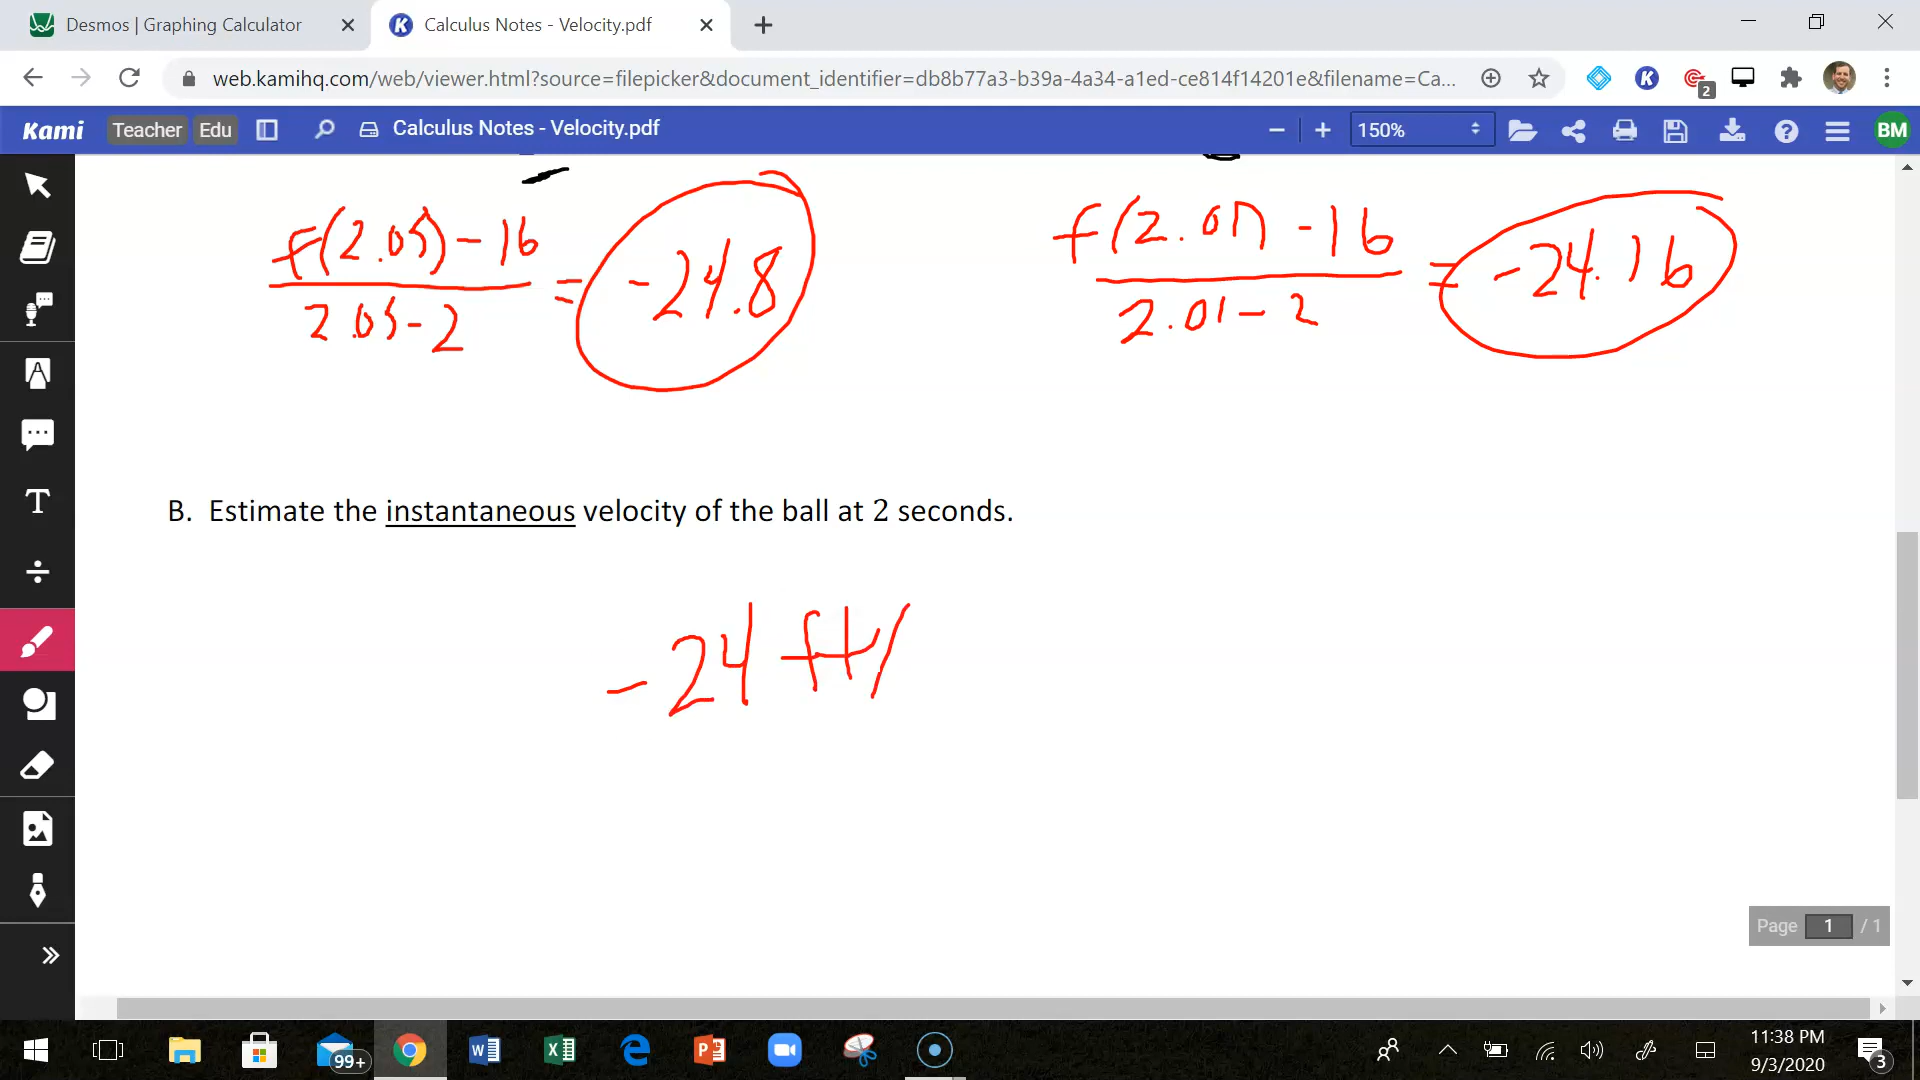 Desmos | Graphing Calculator
Calculus Notes - Velocity.pdf
web.kamihq.com/web/viewer.html?source=filepicker&document_identifier=db8b77a3-b39a-4a34-a1ed-ce814f14201e&filename=Ca...
2
Kami Teacher Edu Calculus Notes - Velocity.pdf 150% BM
f(2.05) - 16
2.05 - 2
= -24.8
f(2.01) - 16
2.01 - 2
= -24.16
B. Estimate the instantaneous velocity of the ball at 2 seconds.
-24 ft/
Page 1 / 1
99+
11:38 PM
9/3/2020
3